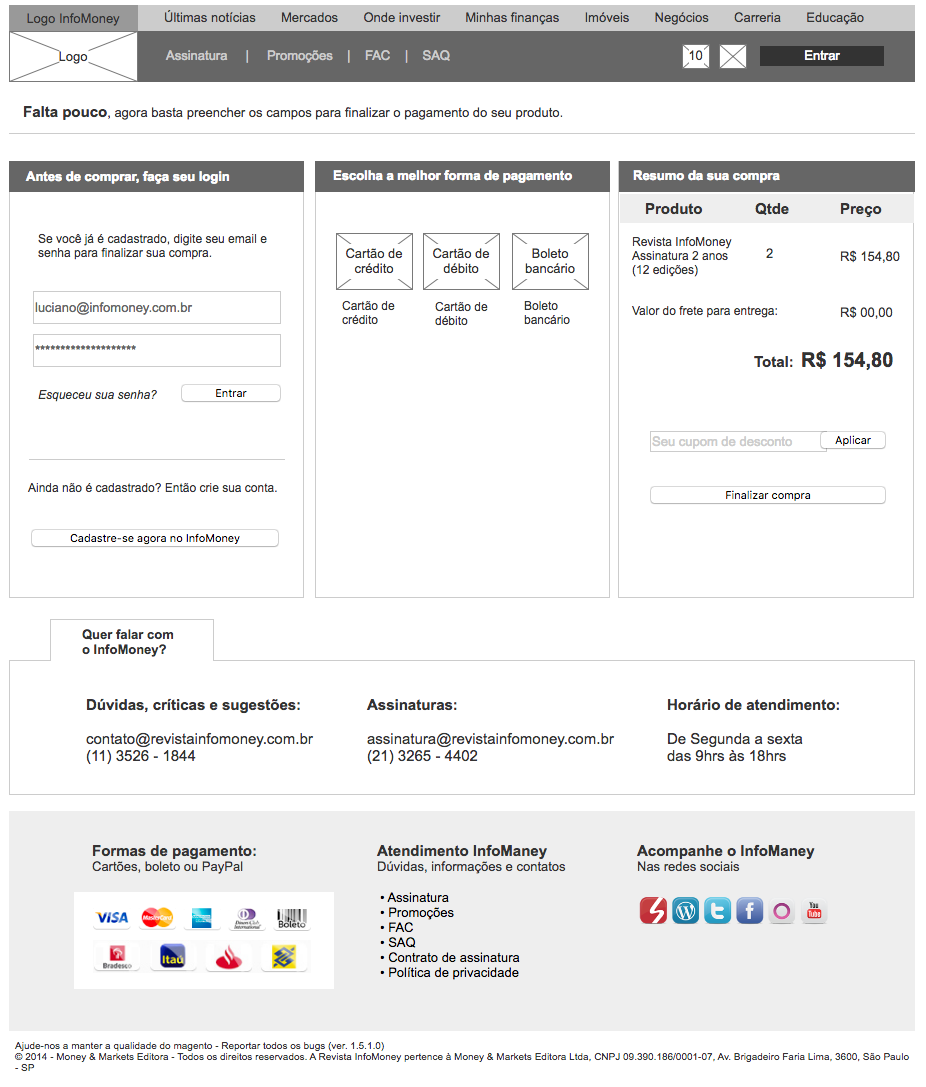 Logo InfoMoney Últimas notícias Mercados Onde investir Minhas finanças Imóveis Negócios Carreria Educação
Logo Assinatura | Promoções | FAC | SAQ 10 Entrar
Falta pouco, agora basta preencher os campos para finalizar o pagamento do seu produto.
Antes de comprar, faça seu login
Se você já é cadastrado, digite seu email e
senha para finalizar sua compra.
luciano@infomoney.com.br
********************
Esqueceu sua senha? Entrar
Ainda não é cadastrado? Então crie sua conta.
Cadastre-se agora no InfoMoney
Escolha a melhor forma de pagamento
Cartão de
crédito
Cartão de
débito
Boleto
bancário
Cartão de
crédito
Cartão de
débito
Boleto
bancário
Resumo da sua compra
Produto Qtde Preço
Revista InfoMoney
Assinatura 2 anos
(12 edições)
2
R$ 154,80
Valor do frete para entrega: R$ 00,00
Total: R$ 154,80
Seu cupom de desconto Aplicar
Finalizar compra
Quer falar com
o InfoMoney?
Dúvidas, críticas e sugestões:
contato@revistainfomoney.com.br
(11) 3526 - 1844
Assinaturas:
assinatura@revistainfomoney.com.br
(21) 3265 - 4402
Horário de atendimento:
De Segunda a sexta
das 9hrs às 18hrs
Formas de pagamento:
Cartões, boleto ou PayPal
VISA MasterCard Diners Club International Boleto
Bradesco Itaú
Atendimento InfoManey
Dúvidas, informações e contatos
• Assinatura
• Promoções
• FAC
• SAQ
• Contrato de assinatura
• Política de privacidade
Acompanhe o InfoManey
Nas redes sociais
You Tube
Ajude-nos a manter a qualidade do magento - Reportar todos os bugs (ver. 1.5.1.0)
© 2014 - Money & Markets Editora - Todos os direitos reservados. A Revista InfoMoney pertence à Money & Markets Editora Ltda, CNPJ 09.390.186/0001-07, Av. Brigadeiro Faria Lima, 3600, São Paulo
- SP